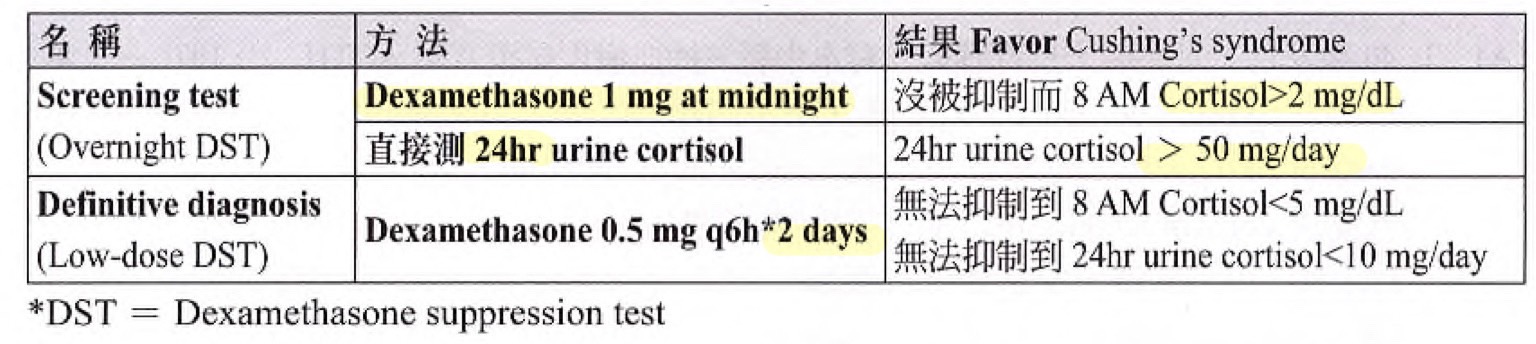 名 稱 方 法 結果 Favor Cushing's syndrome
Screening test
(Overnight DST)
Dexamethasone 1 mg at midnight 沒被抑制而 8 AM Cortisol>2 mg/dL
直接測 24hr urine cortisol 24hr urine cortisol > 50 mg/day
Definitive diagnosis
(Low-dose DST)
Dexamethasone 0.5 mg q6h*2 days
無法抑制到 8 AM Cortisol<5 mg/dL
無法抑制到 24hr urine cortisol<10 mg/day
*DST = Dexamethasone suppression test